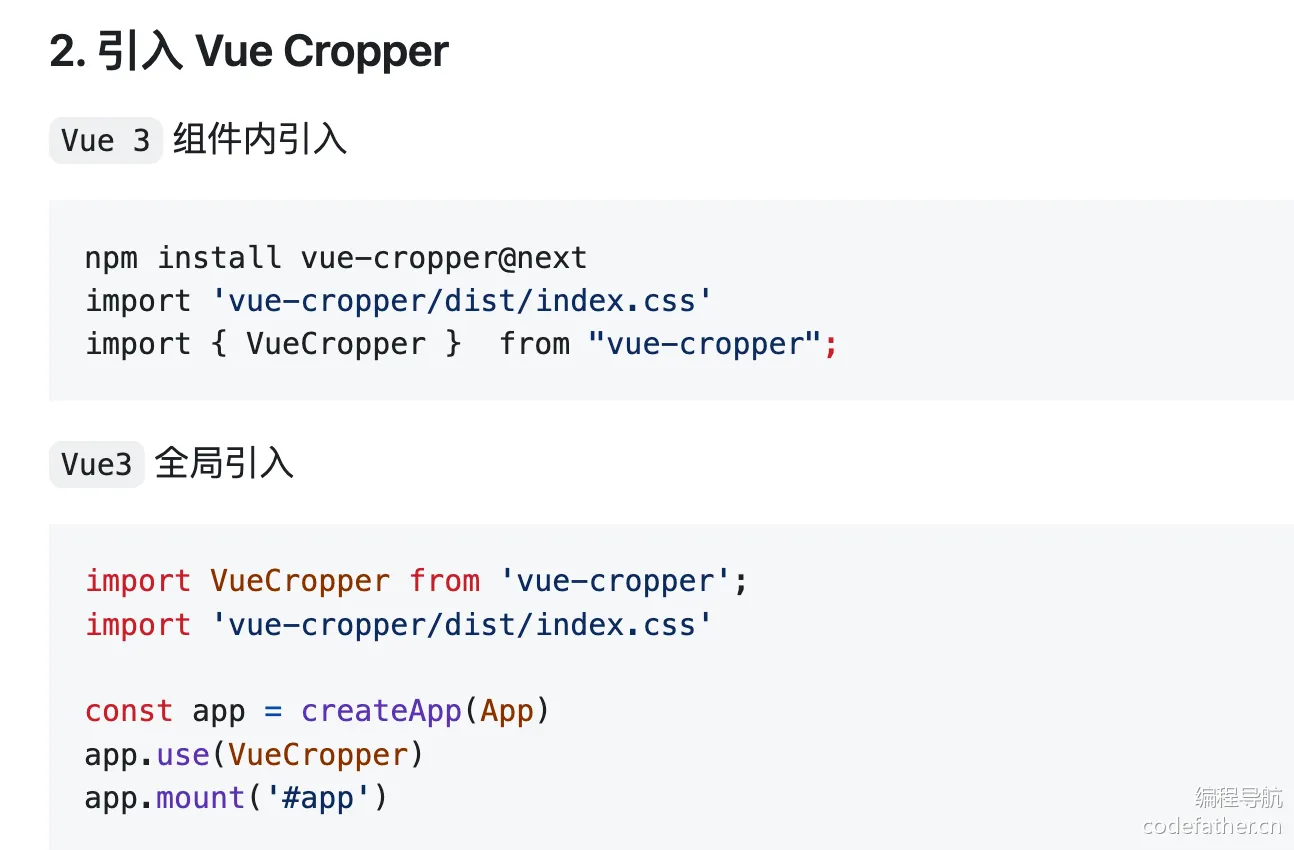 2. 引入 Vue Cropper
Vue 3 组件内引入
npm install vue-cropper@next
import 'vue-cropper/dist/index.css'
import { VueCropper }  from "vue-cropper";
Vue3 全局引入
import VueCropper from 'vue-cropper';
import 'vue-cropper/dist/index.css'
const app = createApp(App)
app.use(VueCropper)
app.mount('#app')
编程导航
codefather.cn